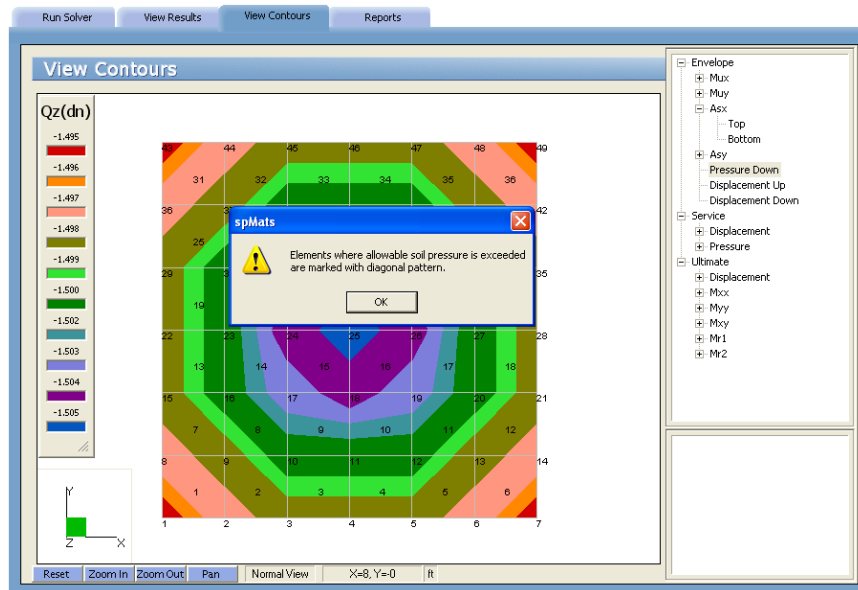 Run Solver View Results View Contours Reports
View Contours
Qz(dn)
-1.495
-1.496
-1.497
-1.498
-1.499
-1.500
-1.502
-1.503
-1.504
-1.505
44 45 46 47 48 49
31 32 33 34 35 36
36 42
25
29 35
19
22 23 24 25 26 27 28
13 14 15 16 17 18
15 16 17 18 19 20 21
7 8 9 10 11 12
8 9 10 11 12 13 14
1 2 3 4 5 6
1 2 3 4 5 6 7
spMats
Elements where allowable soil pressure is exceeded
are marked with diagonal pattern.
OK
Y
Z X
Reset Zoom In Zoom Out Pan Normal View X=8, Y=-0 ft
Envelope
Mux
Muy
Asx
Top
Bottom
Asy
Pressure Down
Displacement Up
Displacement Down
Service
Displacement
Pressure
Ultimate
Displacement
Mxx
Myy
Mxy
Mr1
Mr2